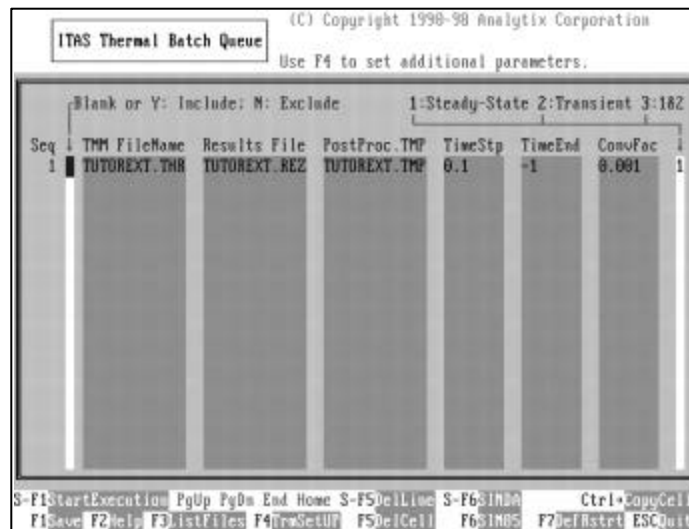 (C) Copyright 1990-98 Analytix Corporation
ITAS Thermal Batch Queue
Use F4 to set additional parameters.
Blank or Y: Include; N: Exclude 1:Steady-State 2:Transient 3:1&2
Seq ↓ TMM FileName Results File PostProc.TMP TimeStp TimeEnd ConvFac ↓
1 TUTOREXT.THR TUTOREXT.REZ TUTOREXT.TMP 0.1 -1 0.001 1
S-F1StartExecution PgUp PgDn End Home S-F5DelLine S-F6SINDA Ctrl+CopyCell
F1Save F2Help F3ListFiles F4TrmSetUP F5DelCell F6SIN85 F7DefRstrt ESCQuit